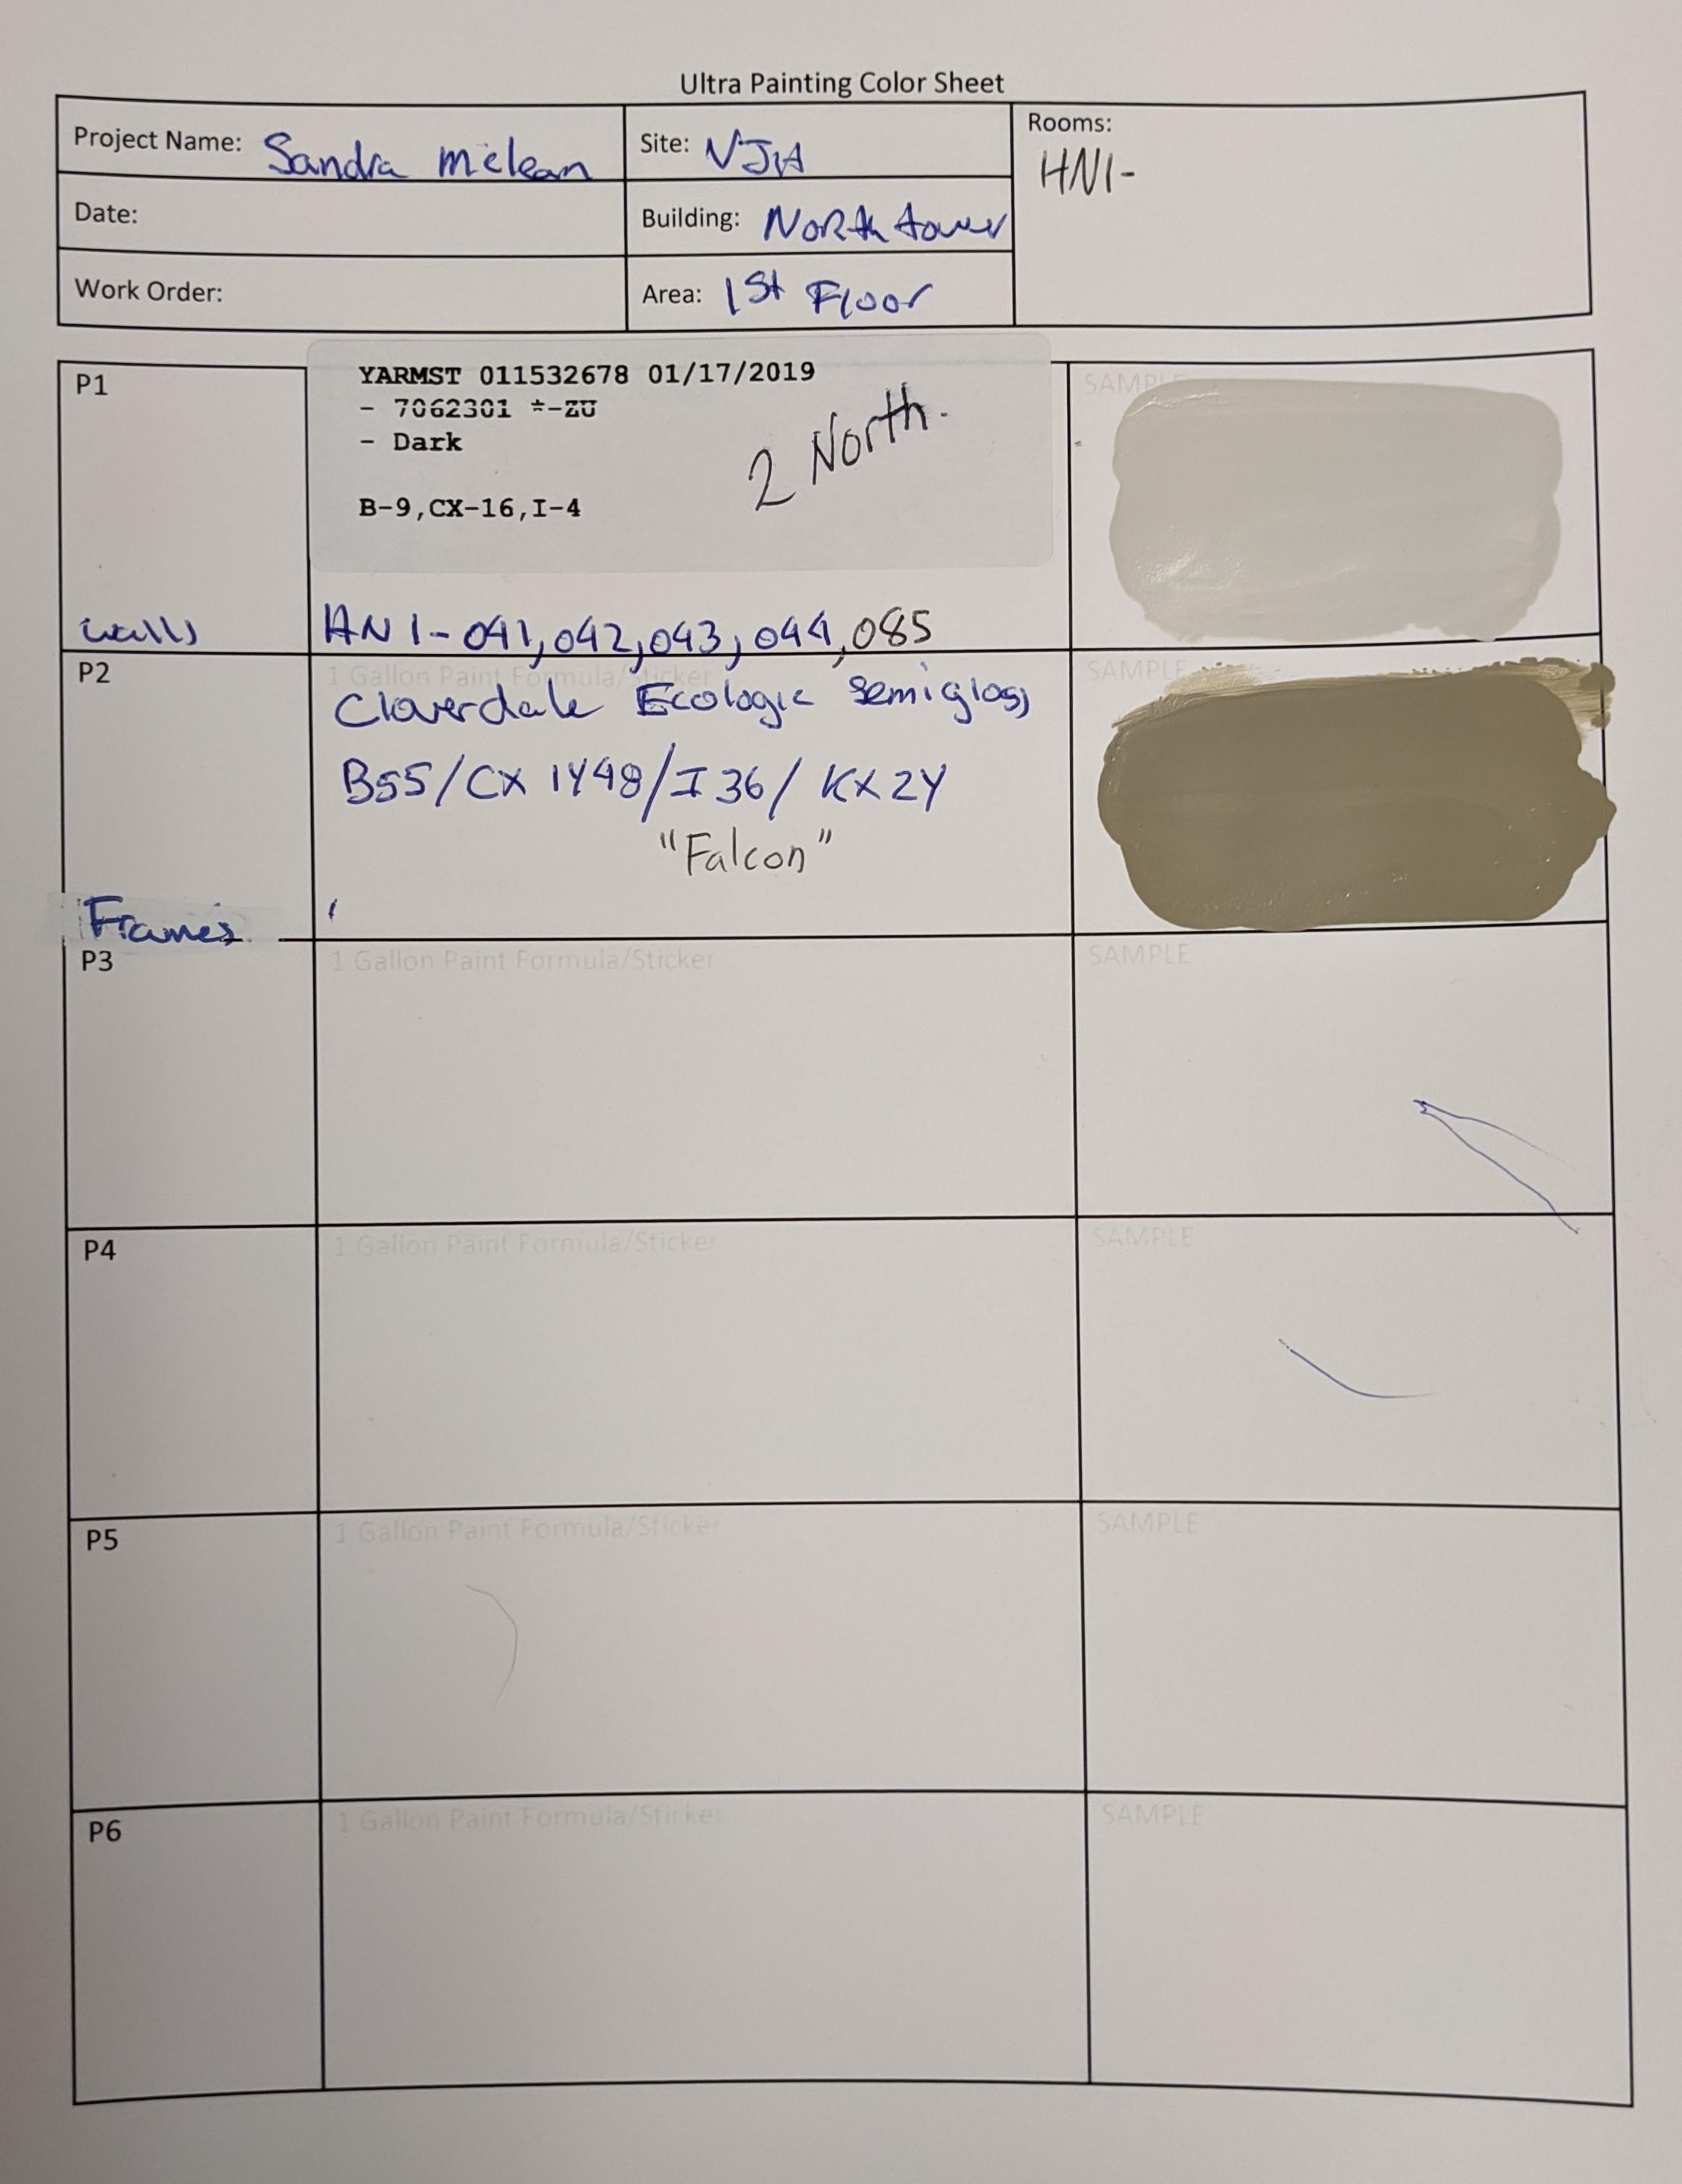 Ultra Painting Color Sheet
Project Name: Sandra Mclean
Site: VJH
Rooms:
HN1-
Date:
Building: North tower
Work Order:
Area: 1st Floor
P1
YARMST 011532678 01/17/2019
- 7062301 *-ZU
- Dark
2 North.
B-9,CX-16,I-4
SAMPLE
walls
HN1-041,042,043,044,085
P2
1 Gallon Paint Formula/Sticker
SAMPLE
Cloverdale Ecologic Semigloss
B55/CX 1Y48/I 36/ KX2Y
"Falcon"
Frames
P3
1 Gallon Paint Formula/Sticker
SAMPLE
P4
1 Gallon Paint Formula/Sticker
SAMPLE
P5
1 Gallon Paint Formula/Sticker
SAMPLE
P6
1 Gallon Paint Formula/Sticker
SAMPLE